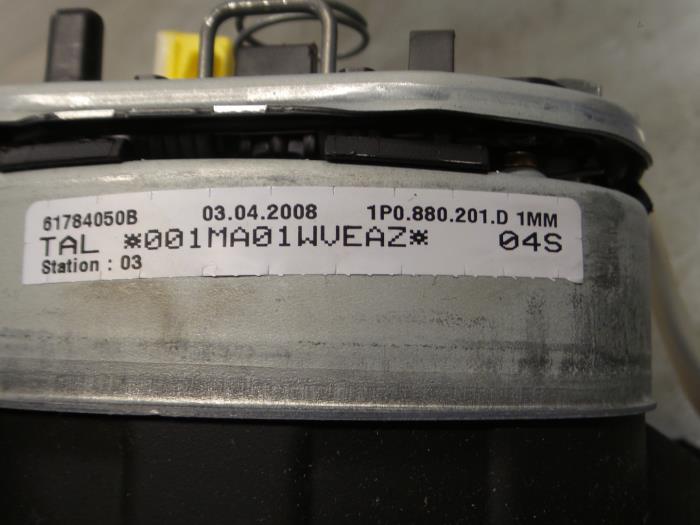 61784050B 03.04.2008 1P0.880.201.D 1MM
TAL *001MA01WVEAZ* 04S
Station : 03